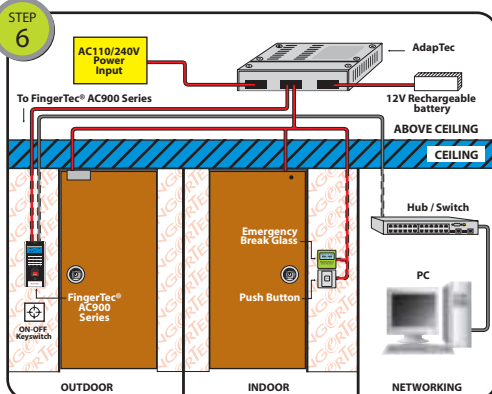 STEP
6
AC110/240V
Power
Input
AdapTec
To FingerTec® AC900 Series
12V Rechargeable
battery
ABOVE CEILING
CEILING
Hub / Switch
Emergency
Break Glass
PC
FingerTec®
AC900
Series
Push Button
ON-OFF
Keyswitch
OUTDOOR
INDOOR
NETWORKING